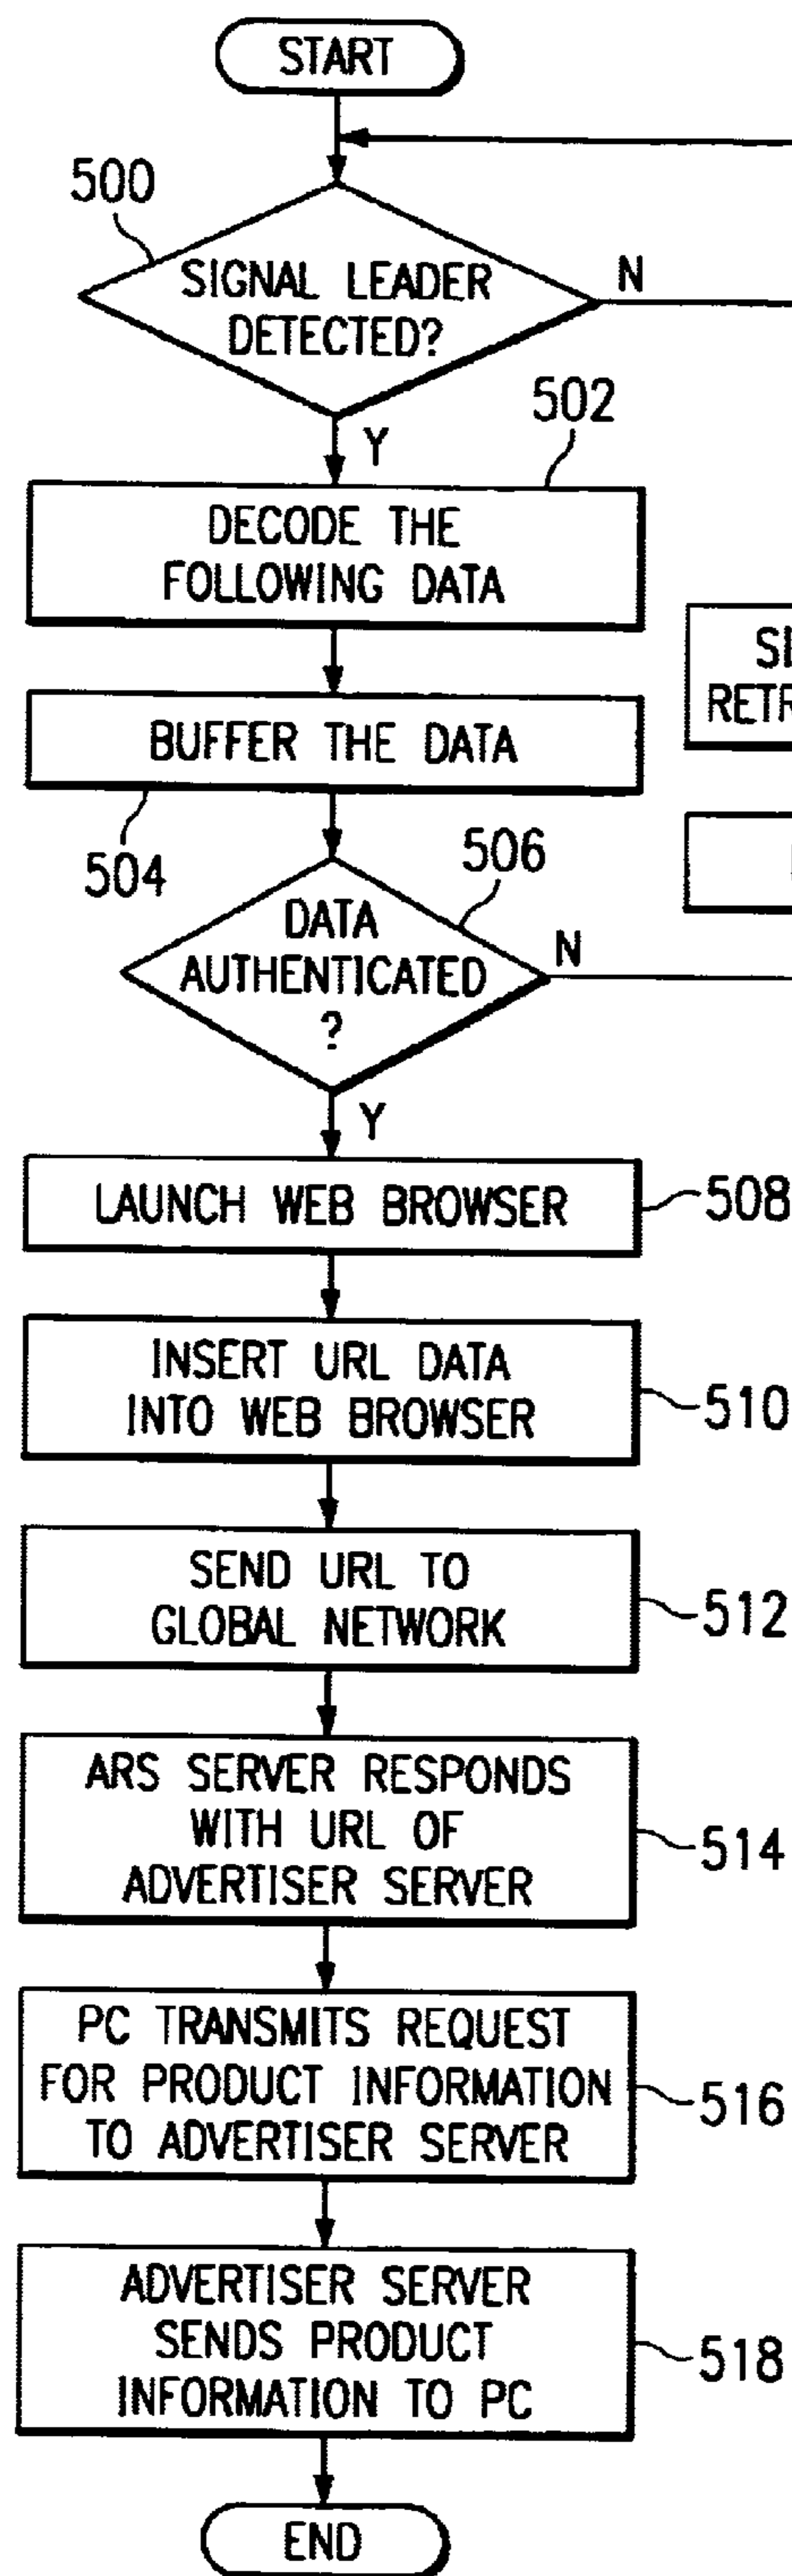 START
500
SIGNAL LEADER
DETECTED?
N
Y
502
DECODE THE
FOLLOWING DATA
BUFFER THE DATA
504
506
DATA
AUTHENTICATED
?
N
Y
LAUNCH WEB BROWSER
508
INSERT URL DATA
INTO WEB BROWSER
510
SEND URL TO
GLOBAL NETWORK
512
ARS SERVER RESPONDS
WITH URL OF
ADVERTISER SERVER
514
PC TRANSMITS REQUEST
FOR PRODUCT INFORMATION
TO ADVERTISER SERVER
516
ADVERTISER SERVER
SENDS PRODUCT
INFORMATION TO PC
518
END